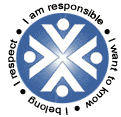 • I am responsible • I want to know • I belong • I respect